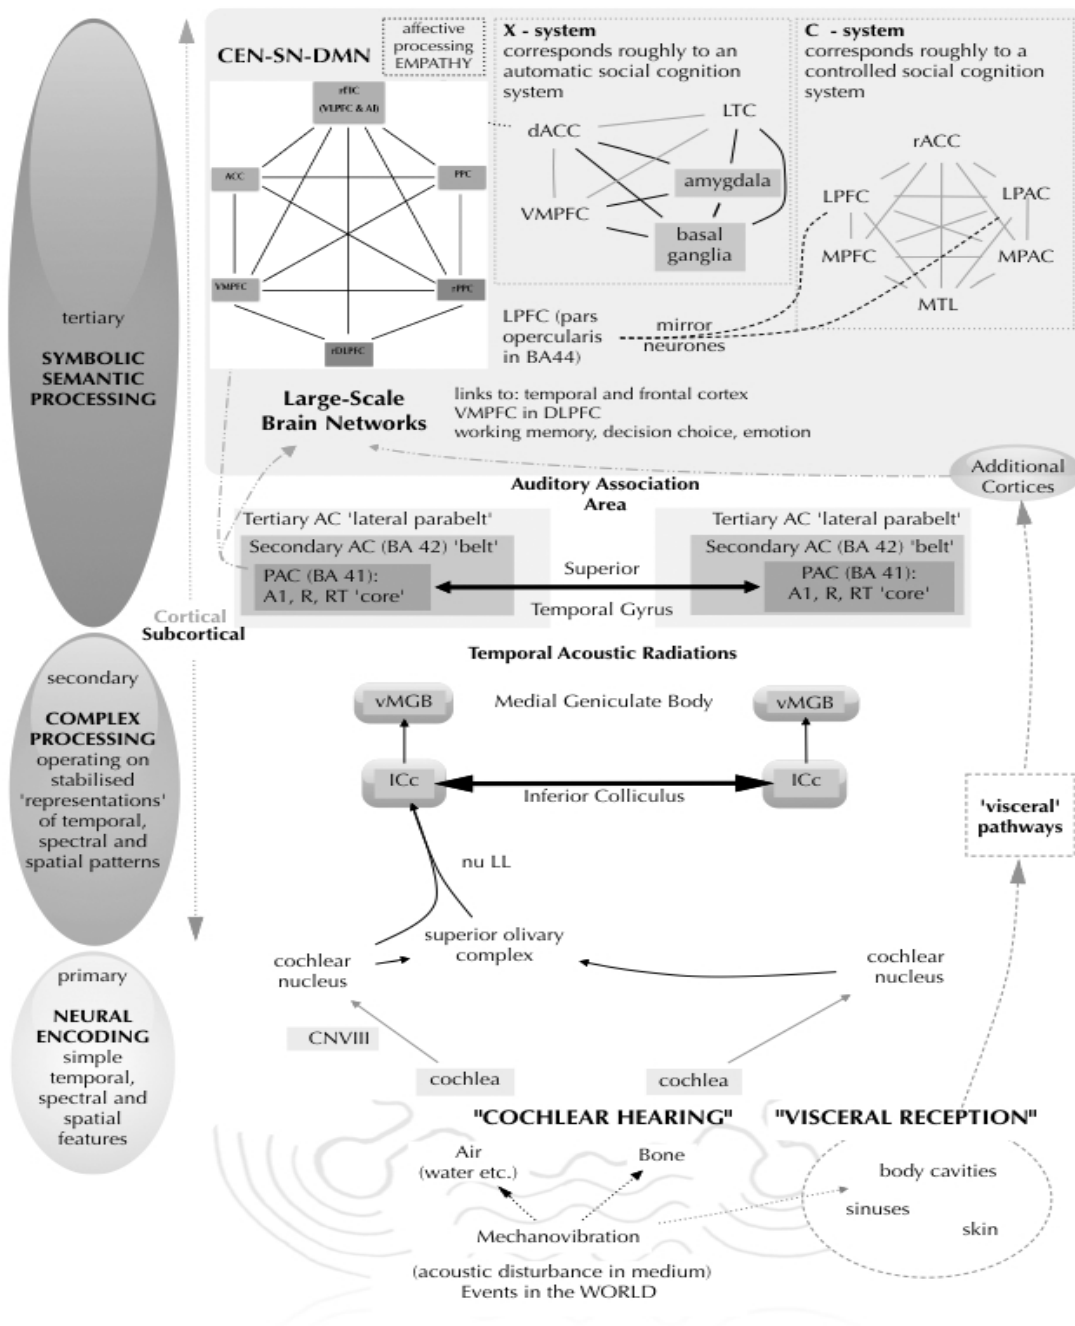 CEN-SN-DMN
affective
processing
EMPATHY
X - system
corresponds roughly to an
automatic social cognition
system
C - system
corresponds roughly to a
controlled social cognition
system
(VLPFC & AI)
ACC
PPC
VMPFC
rPPC
rDLPFC
dACC
LTC
amygdala
VMPFC
basal
ganglia
rACC
LPFC
LPAC
MPFC
MPAC
MTL
LPFC (pars
opercularis
in BA44)
mirror
neurones
Large-Scale
Brain Networks
links to: temporal and frontal cortex
VMPFC in DLPFC
working memory, decision choice, emotion
Additional
Cortices
tertiary
SYMBOLIC
SEMANTIC
PROCESSING
Auditory Association
Area
Tertiary AC 'lateral parabelt'
Secondary AC (BA 42) 'belt'
PAC (BA 41):
A1, R, RT 'core'
Superior
Temporal Gyrus
Tertiary AC 'lateral parabelt'
Secondary AC (BA 42) 'belt'
PAC (BA 41):
A1, R, RT 'core'
Cortical
Subcortical
Temporal Acoustic Radiations
secondary
COMPLEX
PROCESSING
operating on
stabilised
'representations'
of temporal,
spectral and
spatial patterns
vMGB
Medial Geniculate Body
vMGB
ICc
Inferior Colliculus
ICc
'visceral'
pathways
nu LL
superior olivary
complex
cochlear
nucleus
cochlear
nucleus
primary
NEURAL
ENCODING
simple
temporal,
spectral and
spatial
features
CNVIII
cochlea
cochlea
"COCHLEAR HEARING"
"VISCERAL RECEPTION"
Air
(water etc.)
Bone
body cavities
sinuses
skin
Mechanovibration
(acoustic disturbance in medium)
Events in the WORLD